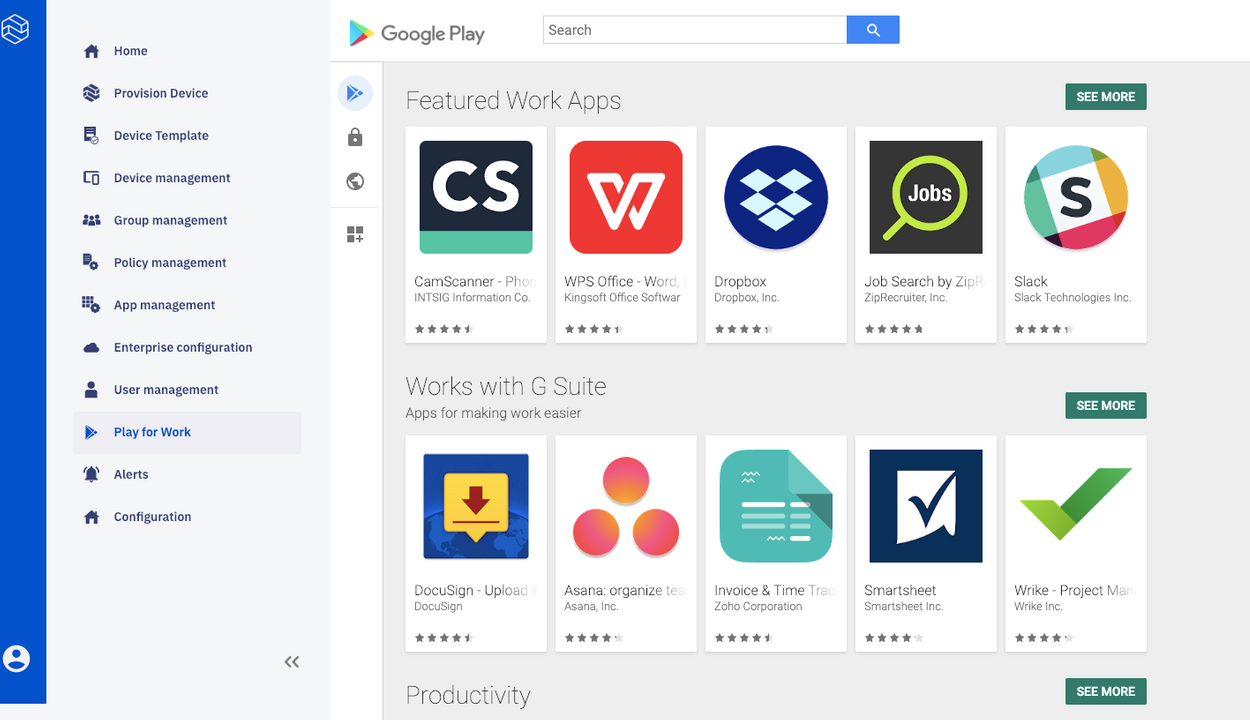 Home
Provision Device
Device Template
Device management
Group management
Policy management
App management
Enterprise configuration
User management
Play for Work
Alerts
Configuration
Google Play
Search
Featured Work Apps
SEE MORE
CS
W
Jobs
S
CamScanner - Phon
INTSIG Information Co.
WPS Office - Word,
Kingsoft Office Softwar
Dropbox
Dropbox, Inc.
Job Search by ZipRe
ZipRecruiter, Inc.
Slack
Slack Technologies Inc.
Works with G Suite
Apps for making work easier
SEE MORE
DocuSign - Upload &
DocuSign
Asana: organize tea
Asana, Inc.
Invoice & Time Trac
Zoho Corporation
Smartsheet
Smartsheet Inc.
Wrike - Project Man
Wrike Inc.
Productivity
SEE MORE